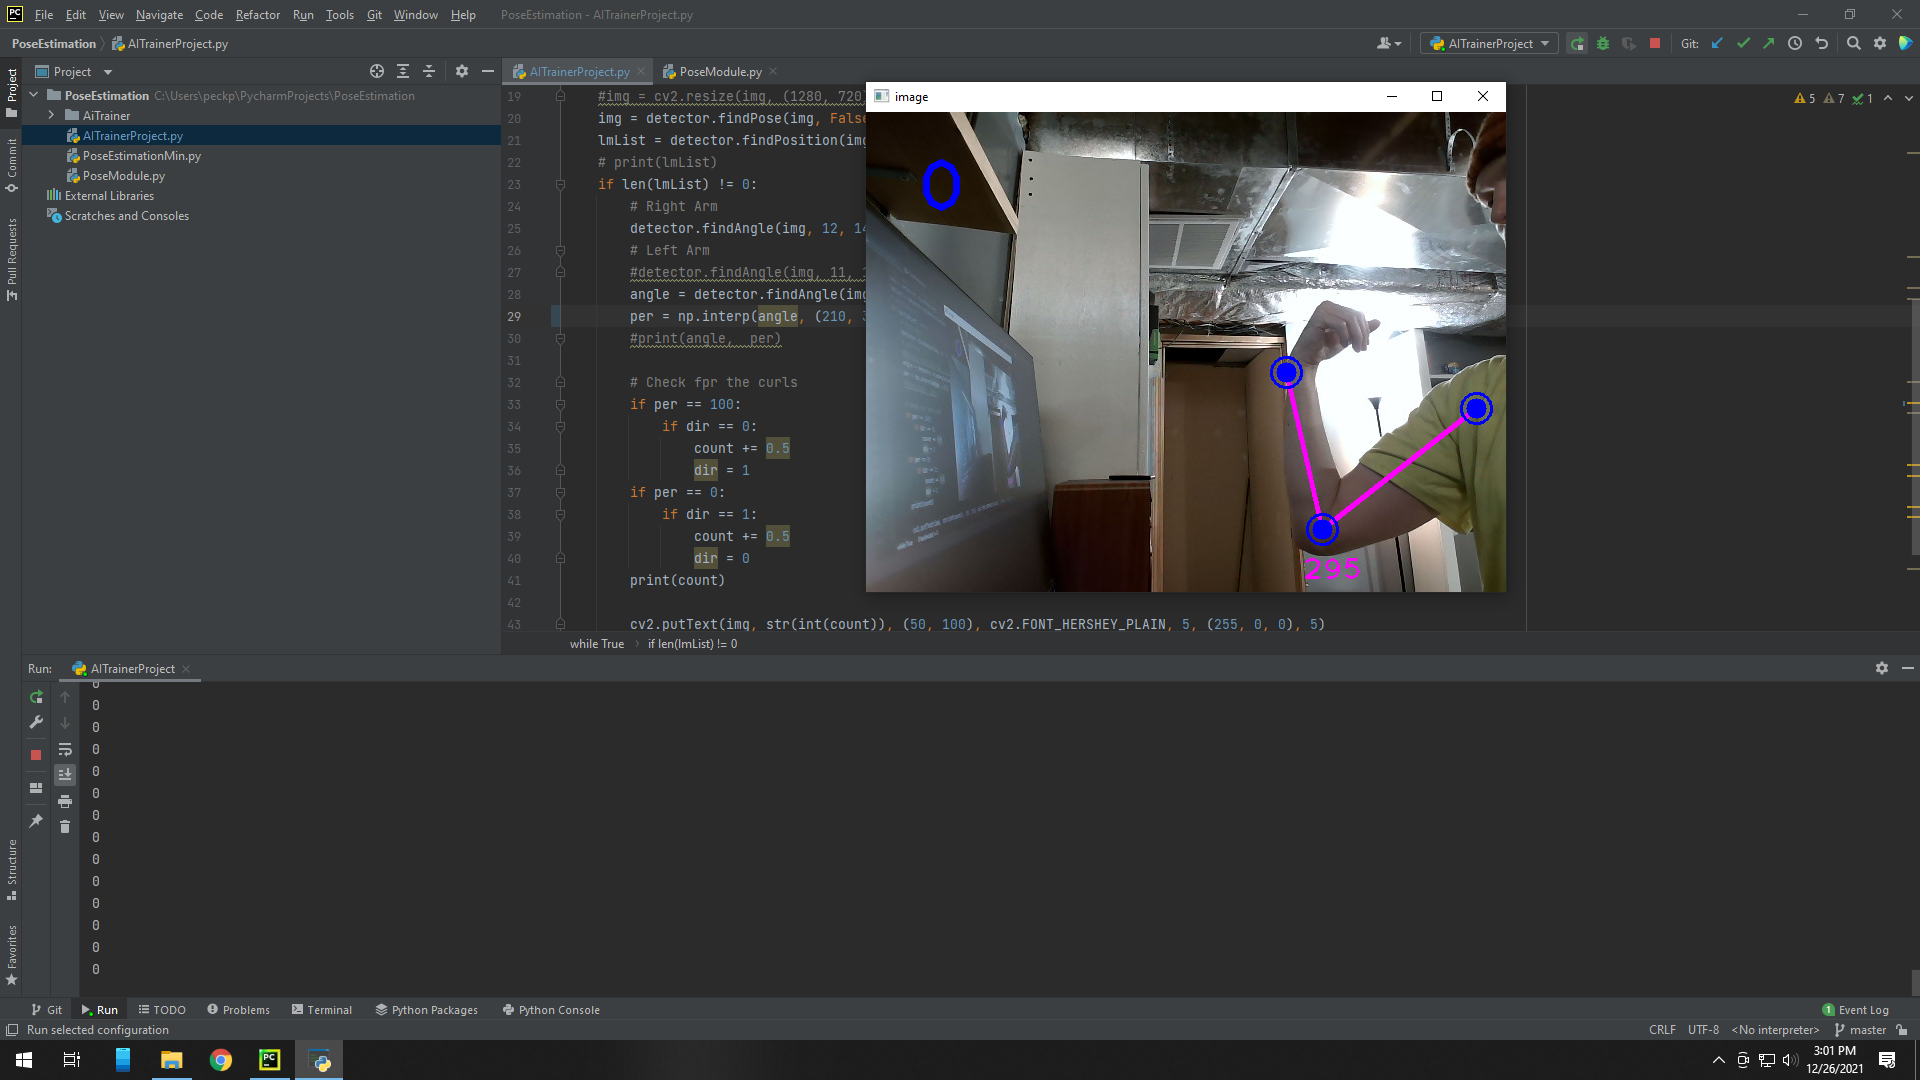 PC File Edit View Navigate Code Refactor Run Tools Git Window Help PoseEstimation - AITrainerProject.py
PoseEstimation AITrainerProject.py AITrainerProject Git:
Project
AITrainerProject.py PoseModule.py
PoseEstimation C:\Users\peckp\PycharmProjects\PoseEstimation
AiTrainer
AITrainerProject.py
PoseEstimationMin.py
PoseModule.py
External Libraries
Scratches and Consoles
Project
Commit
Pull Requests
Structure
Favorites
19 #img = cv2.resize(img, (1280, 720)
20 img = detector.findPose(img, False
21 lmList = detector.findPosition(img
22 # print(lmList)
23 if len(lmList) != 0:
24 # Right Arm
25 detector.findAngle(img, 12, 14
26 # Left Arm
27 #detector.findAngle(img, 11, 
28 angle = detector.findAngle(img
29 per = np.interp(angle, (210, 3
30 #print(angle, per)
31
32 # Check fpr the curls
33 if per == 100:
34 if dir == 0:
35 count += 0.5
36 dir = 1
37 if per == 0:
38 if dir == 1:
39 count += 0.5
40 dir = 0
41 print(count)
42
43 cv2.putText(img, str(int(count)), (50, 100), cv2.FONT_HERSHEY_PLAIN, 5, (255, 0, 0), 5)
5 7 1
image
0
295
while True if len(lmList) != 0
Run: AITrainerProject
0
0
0
0
0
0
0
0
0
0
0
0
0
0
Git Run TODO Problems Terminal Python Packages Python Console 1 Event Log
Run selected configuration CRLF UTF-8 <No interpreter> master
PC
3:01 PM
12/26/2021